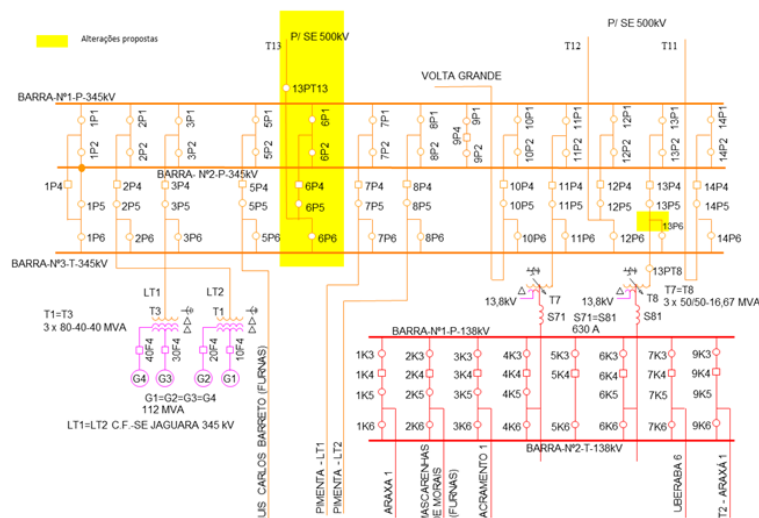 P/ SE 500kV
P/ SE 500kV
Alterações propostas
T13
T12
T11
VOLTA GRANDE
13PT13
BARRA-Nº1-P-345kV
1P1
2P1
3P1
5P1
6P1
7P1
8P1
9P1
10P1
11P1
12P1
13P1
14P1
9P4
1P2
2P2
3P2
5P2
6P2
7P2
8P2
9P2
10P2
11P2
12P2
13P2
14P2
BARRA- Nº2-P-345kV
1P4
2P4
3P4
5P4
6P4
7P4
8P4
10P4
11P4
12P4
13P4
14P4
1P5
2P5
3P5
5P5
6P5
7P5
8P5
10P5
11P5
12P5
13P5
14P5
1P6
2P6
3P6
5P6
6P6
7P6
8P6
10P6
11P6
12P6
13P6
14P6
BARRA-Nº3-T-345kV
13PT8
LT1
LT2
T1=T3
3 x 80-40-40 MVA
T3
T1
13,8kV
T7
13,8kV
T8
T7=T8
3 x 50/50-16,67 MVA
S71
S71=S81
630 A
S81
40F4
30F4
20F4
10F4
G4
G3
G2
G1
G1=G2=G3=G4
112 MVA
LT1=LT2 C.F.-SE JAGUARA 345 kV
BARRA-Nº1-P-138kV
1K3
2K3
3K3
4K3
5K3
6K3
7K3
9K3
1K4
2K4
3K4
4K4
5K4
6K4
7K4
9K4
1K5
2K5
3K5
4K5
6K5
7K5
9K5
1K6
2K6
3K6
4K6
5K6
6K6
7K6
9K6
BARRA-Nº2-T-138kV
UIS CARLOS BARRETO (FURNAS)
PIMENTA - LT1
PIMENTA - LT2
ARAXÁ 1
MASCARENHAS
DE MORAIS
(FURNAS)
SACRAMENTO 1
UBERABA 6
T2 - ARAXÁ 1